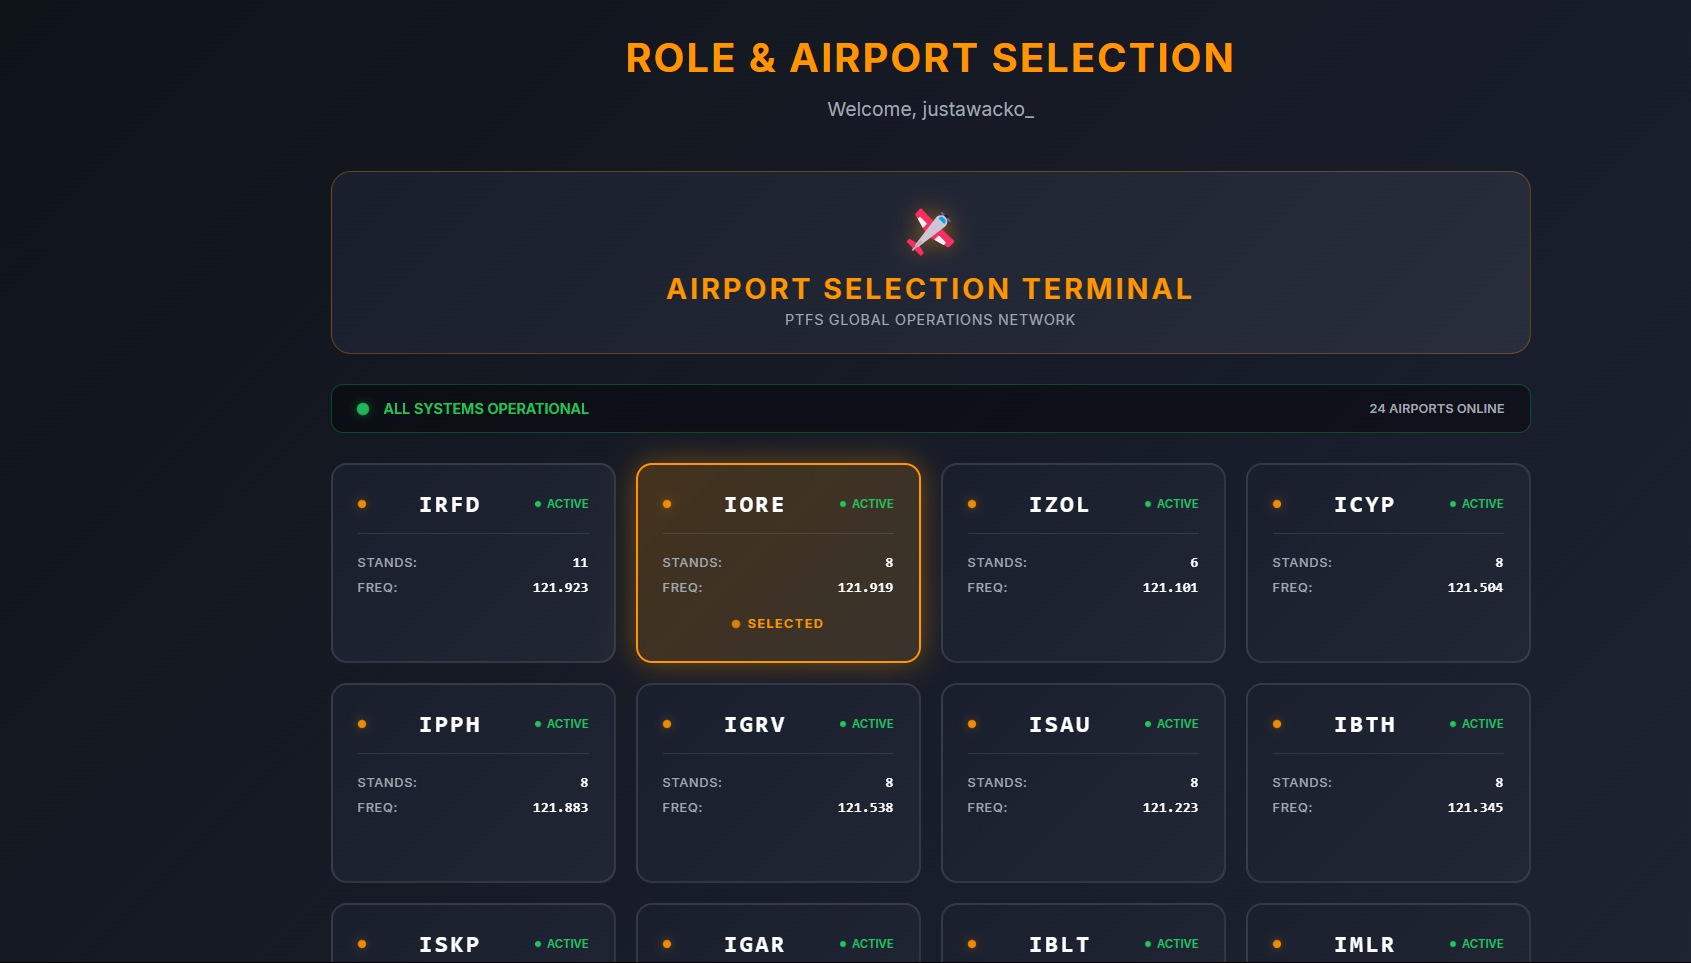 ROLE & AIRPORT SELECTION
Welcome, justawacko_
AIRPORT SELECTION TERMINAL
PTFS GLOBAL OPERATIONS NETWORK
ALL SYSTEMS OPERATIONAL
24 AIRPORTS ONLINE
IRFD ACTIVE
STANDS: 11
FREQ: 121.923
IORE ACTIVE
STANDS: 8
FREQ: 121.919
SELECTED
IZOL ACTIVE
STANDS: 6
FREQ: 121.101
ICYP ACTIVE
STANDS: 8
FREQ: 121.504
IPPH ACTIVE
STANDS: 8
FREQ: 121.883
IGRV ACTIVE
STANDS: 8
FREQ: 121.538
ISAU ACTIVE
STANDS: 8
FREQ: 121.223
IBTH ACTIVE
STANDS: 8
FREQ: 121.345
ISKP ACTIVE
IGAR ACTIVE
IBLT ACTIVE
IMLR ACTIVE